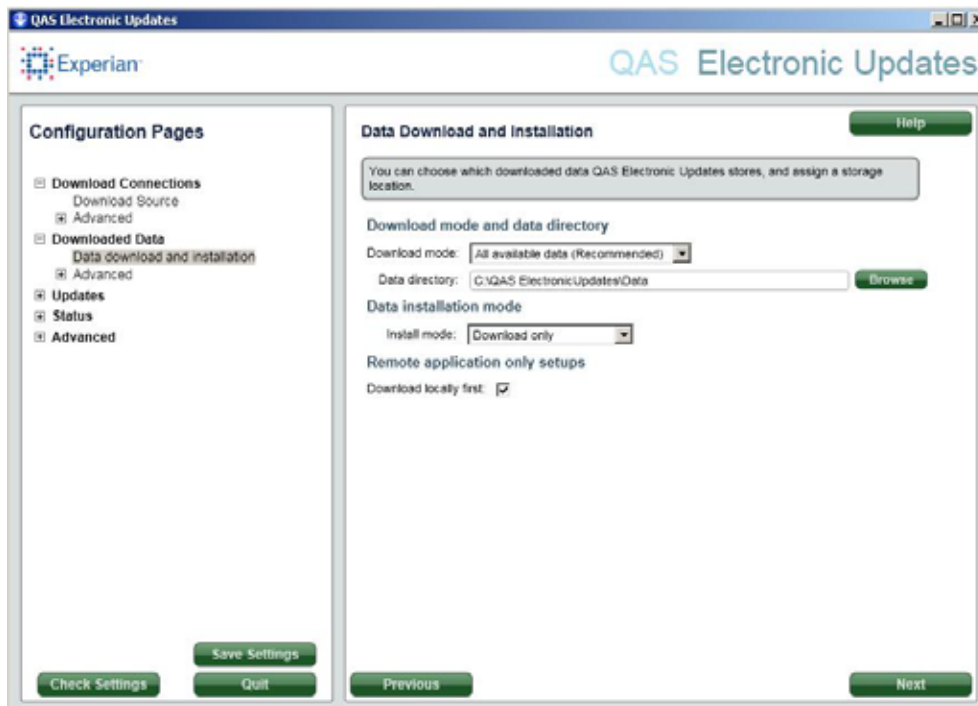 QAS Electronic Updates
Experian
QAS Electronic Updates
Configuration Pages
Download Connections
Download Source
Advanced
Downloaded Data
Data download and installation
Advanced
Updates
Status
Advanced
Save Settings
Check Settings
Quit
Data Download and Installation
Help
You can choose which downloaded data QAS Electronic Updates stores, and assign a storage
location.
Download mode and data directory
Download mode: All available data (Recommended)
Data directory: C:\QAS ElectronicUpdates\Data
Browse
Data installation mode
Install mode: Download only
Remote application only setups
Download locally first:
Previous
Next